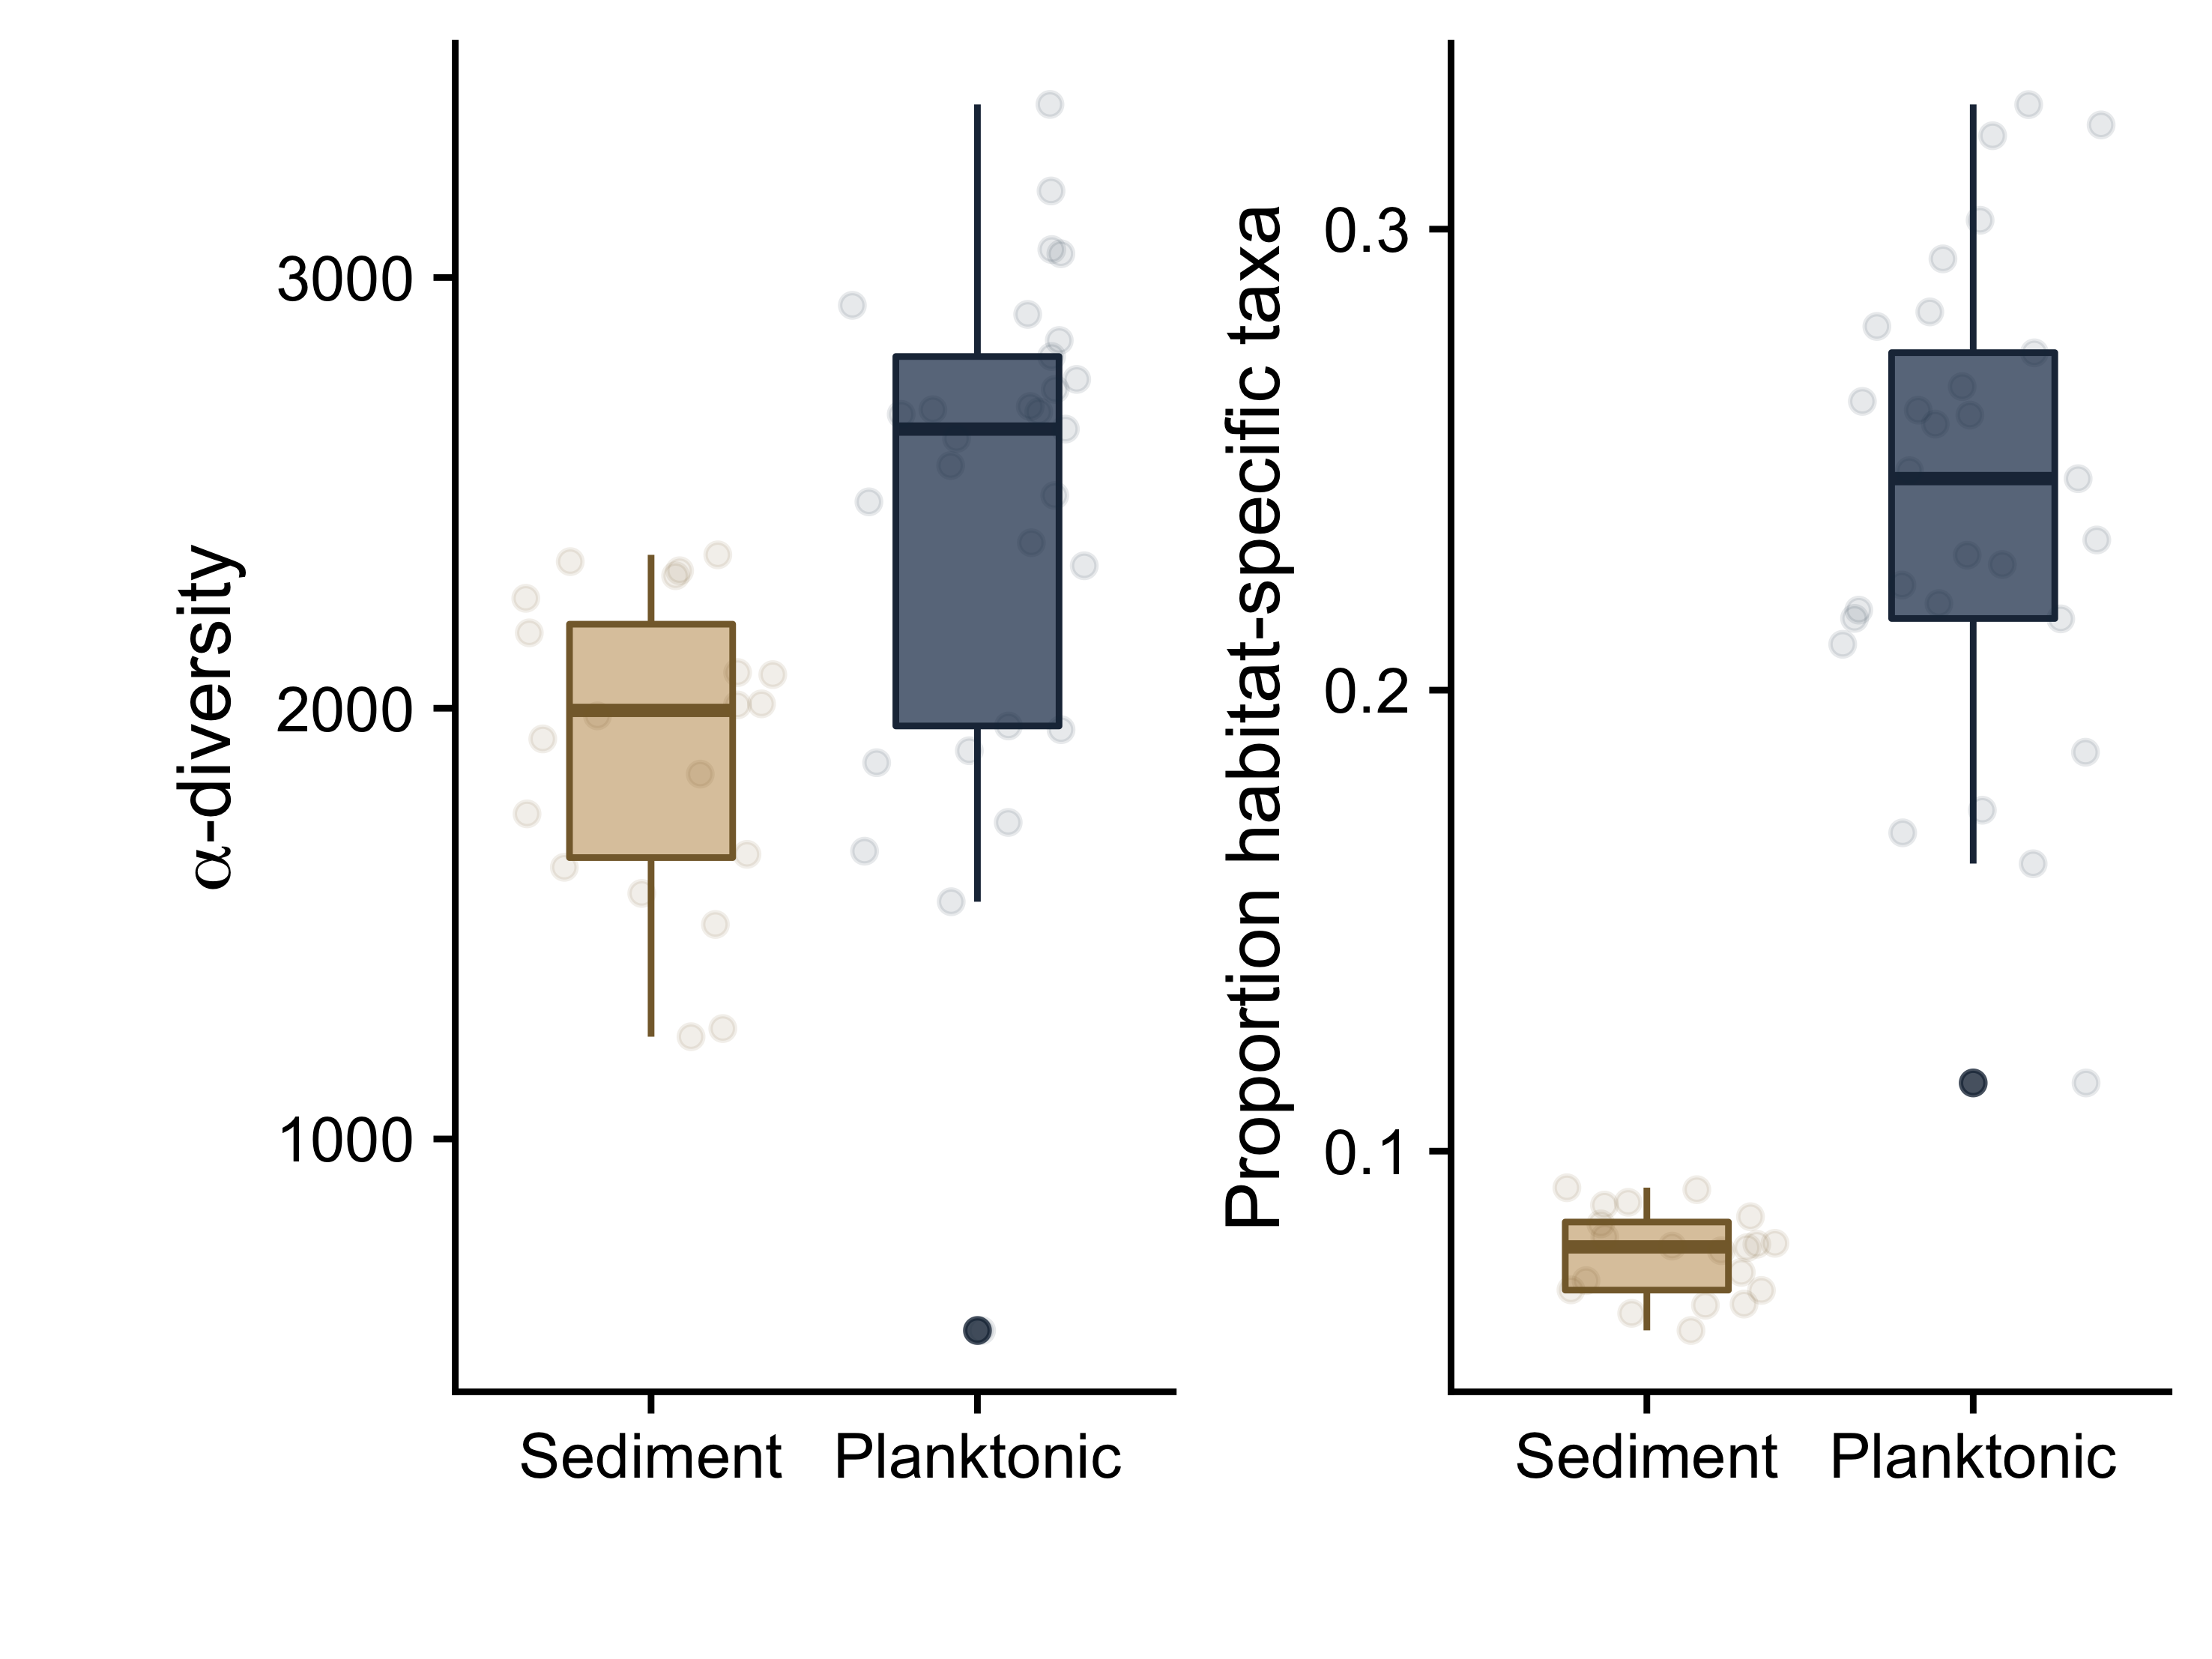 α-diversity
3000
2000
1000
Sediment
Planktonic
Proportion habitat-specific taxa
0.3
0.2
0.1
Sediment
Planktonic